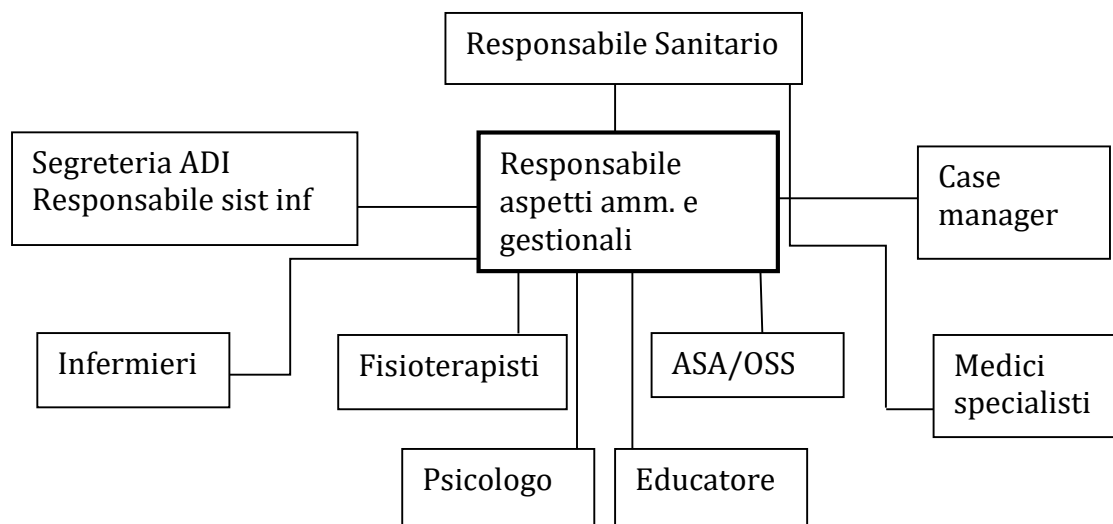 Responsabile Sanitario
Segreteria ADI
Responsabile sist inf
Responsabile
aspetti amm. e
gestionali
Case
manager
Infermieri
Fisioterapisti
ASA/OSS
Medici
specialisti
Psicologo
Educatore